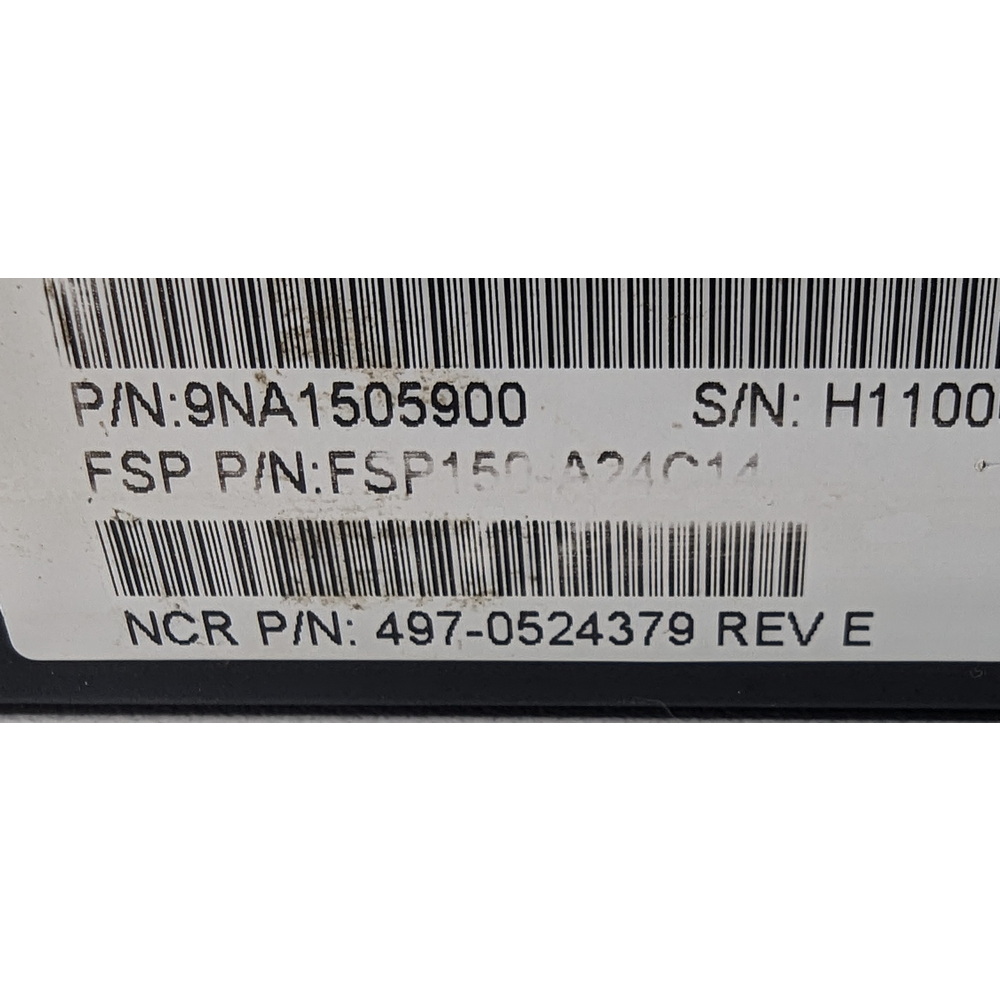 P/N:9NA1505900 S/N: H1100
FSP P/N:FSP150-A24C14
NCR P/N: 497-0524379 REV E